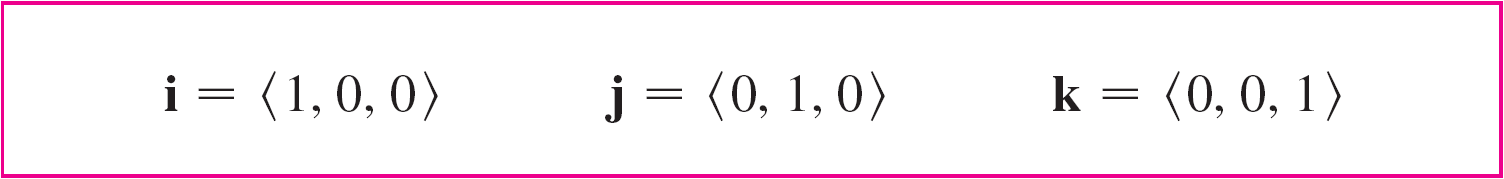 i = ⟨1, 0, 0⟩ j = ⟨0, 1, 0⟩ k = ⟨0, 0, 1⟩